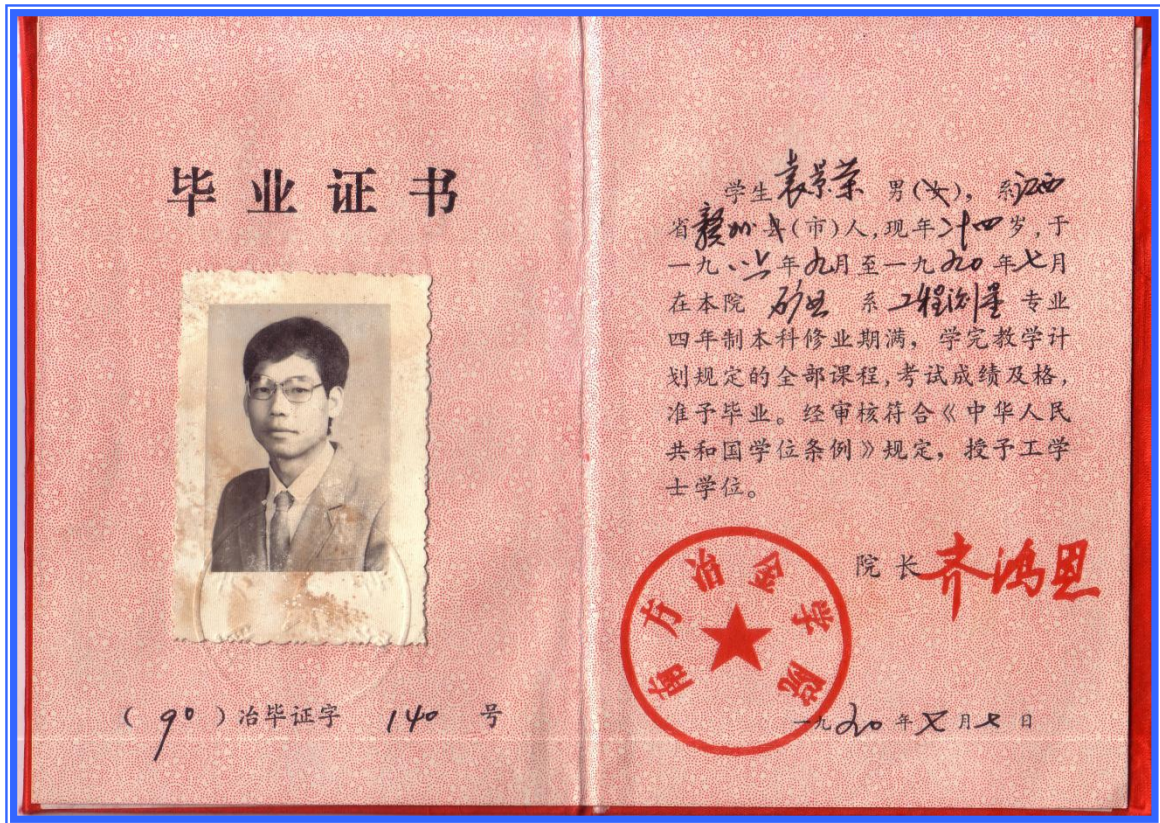 毕业证书
(90)冶毕证字 140 号
学生袁景荣 男(女), 系江西
省赣州县(市)人,现年二十四岁,于
一九八六年九月至一九九〇年七月
在本院 矿山 系 工程测量 专业
四年制本科修业期满, 学完教学计
划规定的全部课程,考试成绩及格,
准予毕业。经审核符合《中华人民
共和国学位条例》规定, 授予工学
士学位。
院长 齐鸿恩
南方冶金学院
一九九〇年七月七日